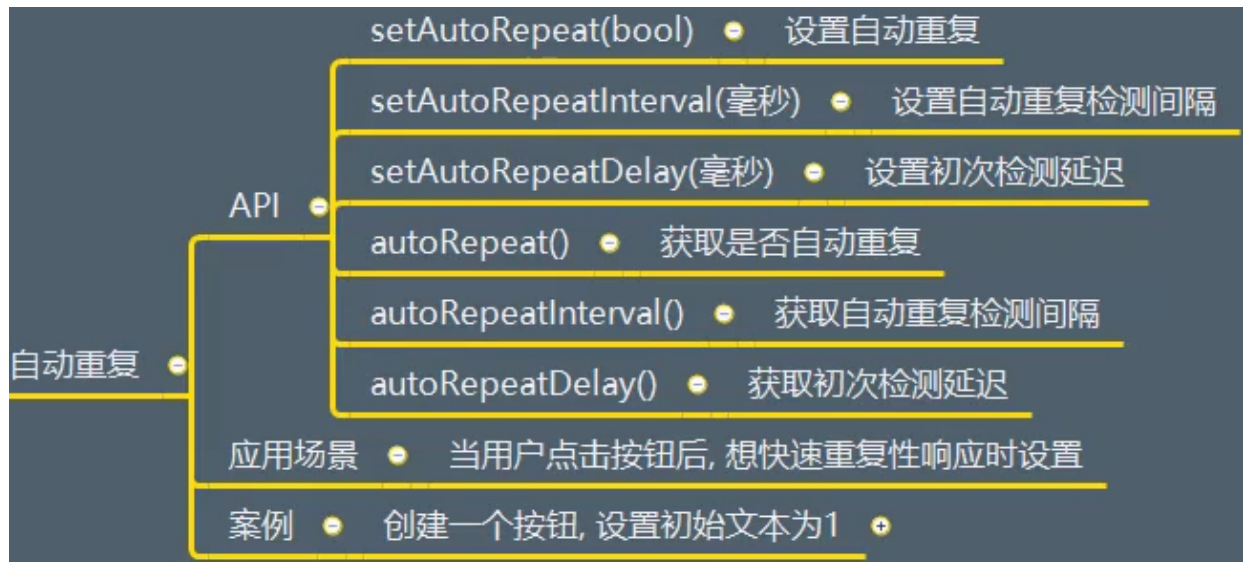 setAutoRepeat(bool) 设置自动重复
setAutoRepeatInterval(毫秒) 设置自动重复检测间隔
setAutoRepeatDelay(毫秒) 设置初次检测延迟
API
autoRepeat() 获取是否自动重复
autoRepeatInterval() 获取自动重复检测间隔
自动重复
autoRepeatDelay() 获取初次检测延迟
应用场景 当用户点击按钮后, 想快速重复性响应时设置
案例 创建一个按钮, 设置初始文本为1